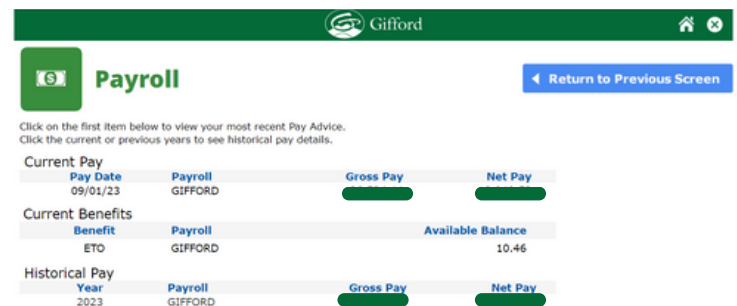 Gifford
Payroll
Return to Previous Screen
Click on the first item below to view your most recent Pay Advice.
Click the current or previous years to see historical pay details.
Current Pay
Pay Date Payroll Gross Pay Net Pay
09/01/23 GIFFORD
Current Benefits
Benefit Payroll Available Balance
ETO GIFFORD 10.46
Historical Pay
Year Payroll Gross Pay Net Pay
2023 GIFFORD